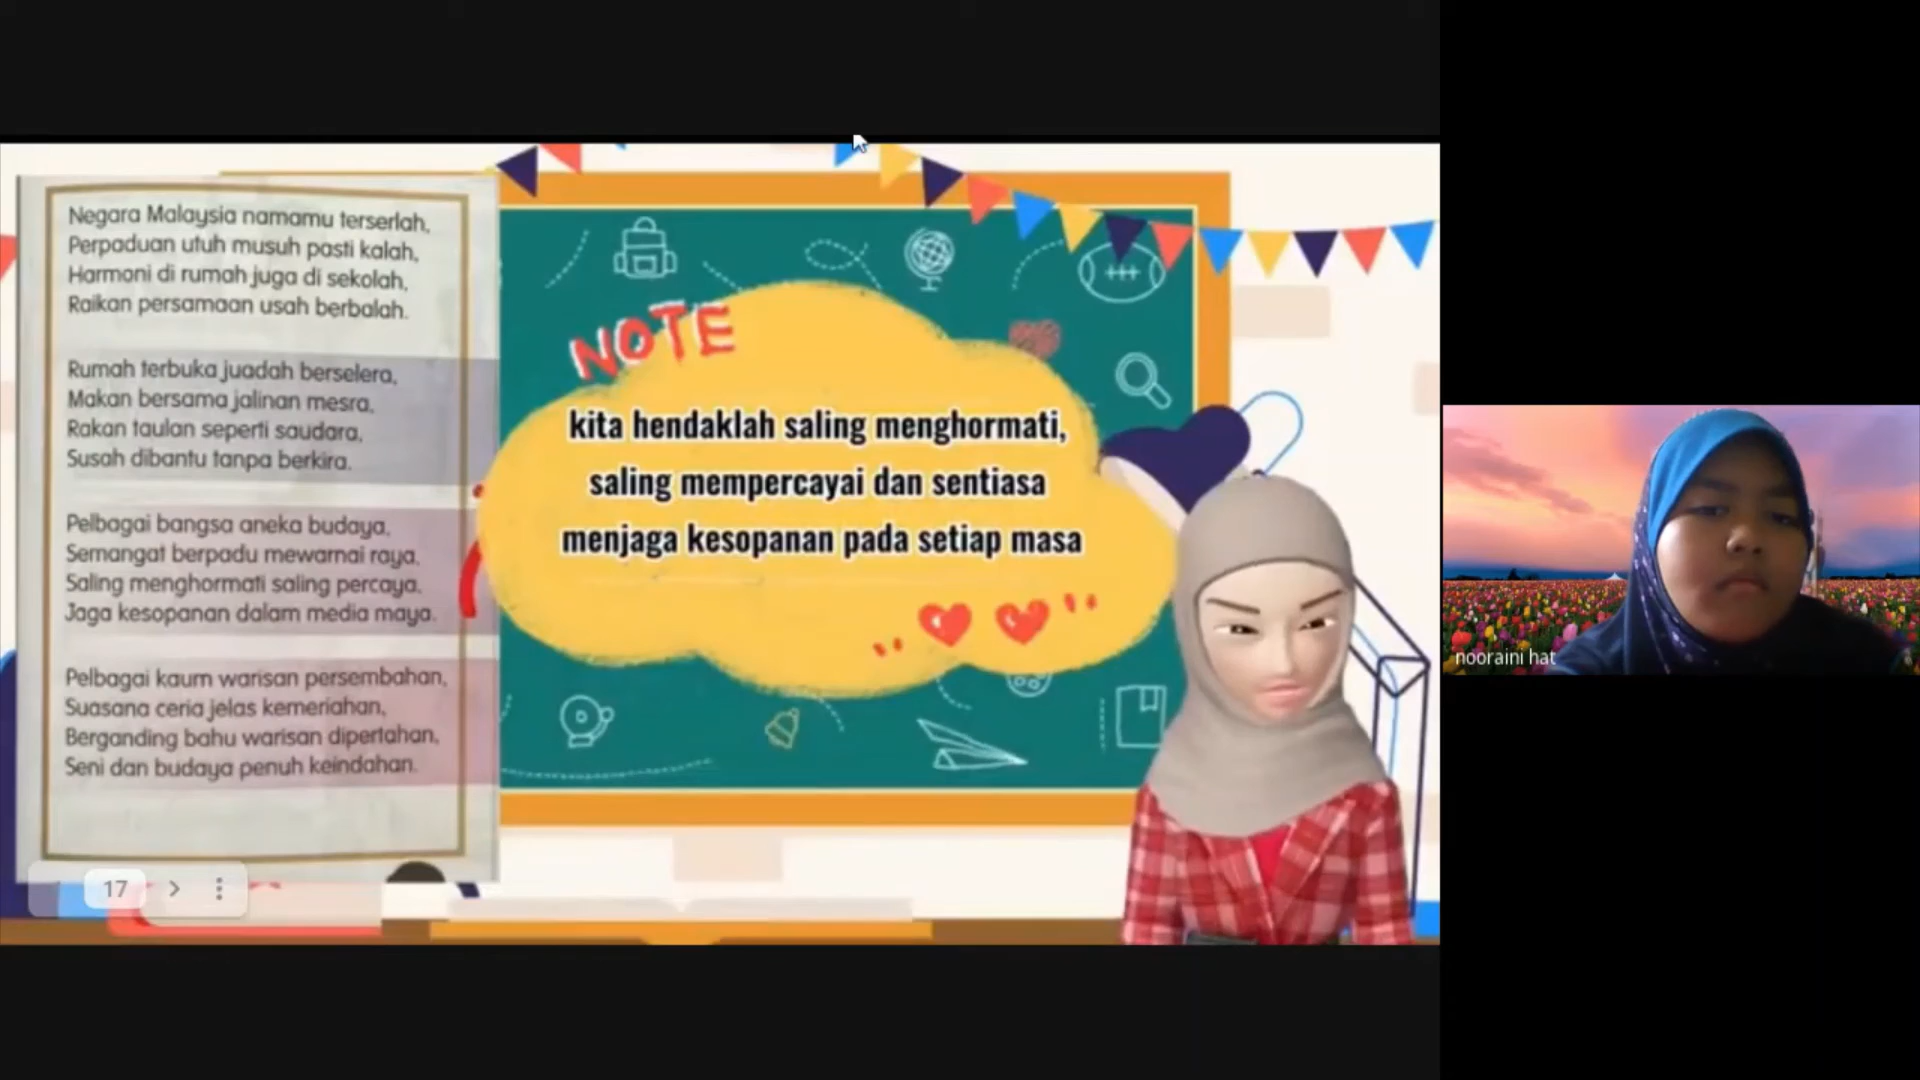 Negara Malaysia namamu terserlah,
Perpaduan utuh musuh pasti kalah,
Harmoni di rumah juga di sekolah,
Raikan persamaan usah berbalah.
Rumah terbuka juadah berselera,
Makan bersama jalinan mesra,
Rakan taulan seperti saudara,
Susah dibantu tanpa berkira.
Pelbagai bangsa aneka budaya,
Semangat berpadu mewarnai raya,
Saling menghormati saling percaya,
Jaga kesopanan dalam media maya.
Pelbagai kaum warisan persembahan,
Suasana ceria jelas kemeriahan,
Berganding bahu warisan dipertahan,
Seni dan budaya penuh keindahan.
17
NOTE
kita hendaklah saling menghormati,
saling mempercayai dan sentiasa
menjaga kesopanan pada setiap masa
nooraini hat